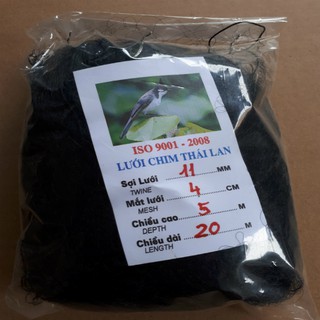 ISO 9001 - 2008
LƯỚI CHIM THÁI LAN
Sợi Lưới 11 MM
TWINE
Mắt lưới 4 CM
MESH
Chiều cao 5 M
DEPTH
Chiều dài 20 M
LENGTH